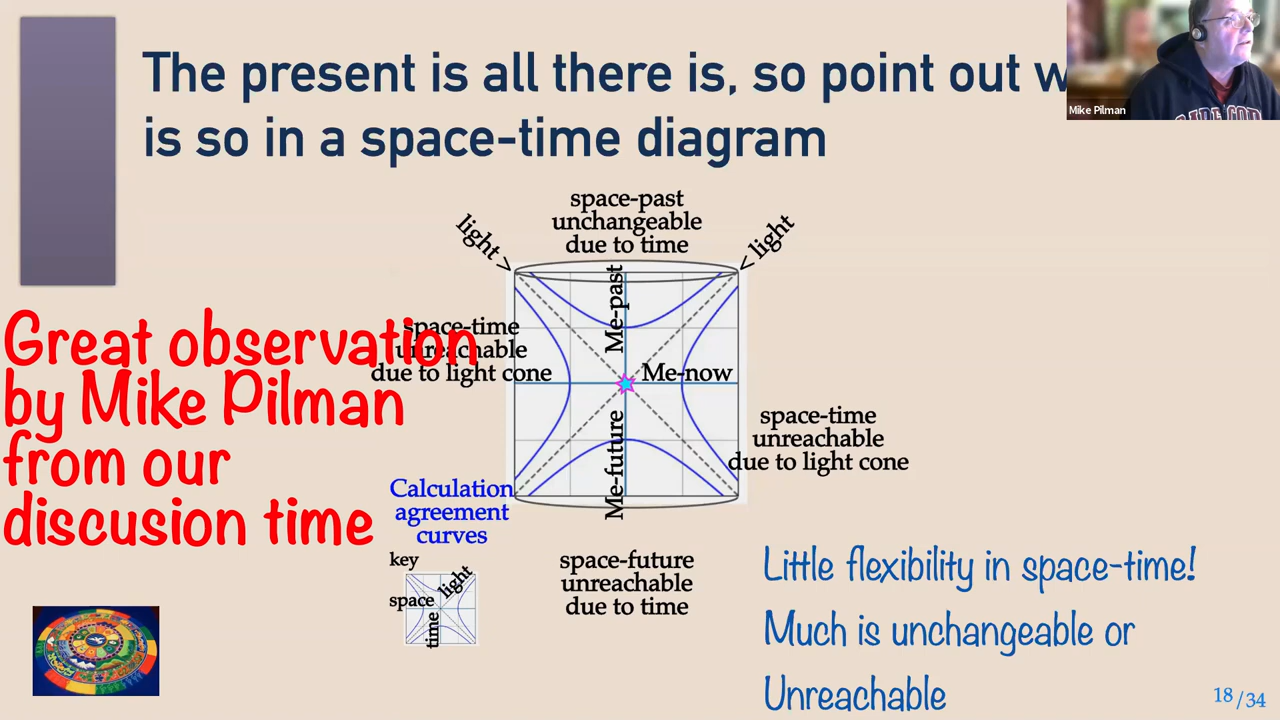 The present is all there is, so point out
is so in a space-time diagram
Mike Pilman
space-past
unchangeable
due to time
light >
< light
Me-past
space-time
unreachable
due to light cone
Me-now
Me-future
space-time
unreachable
due to light cone
Great observation
by Mike Pilman
from our
discusion time
Calculation
agreement
curves
key
light
space
time
space-future
unreachable
due to time
Little flexibility in space-time!
Much is unchangeable or
Unreachable
18/34